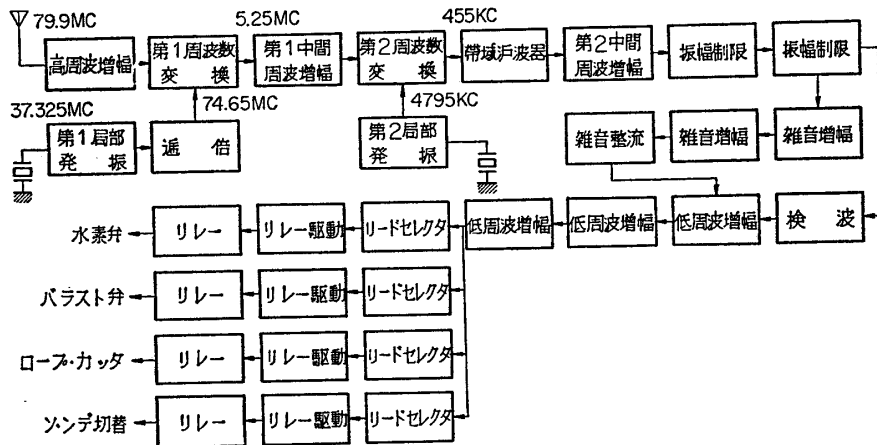 79.9MC
5.25MC
455KC
高周波増幅
第1周波数
変換
第1中間
周波増幅
第2周波数
変換
帯域沪波器
第2中間
周波増幅
振幅制限
振幅制限
37.325MC
74.65MC
4795KC
第1局部
発振
逓倍
第2局部
発振
雑音整流
雑音増幅
雑音増幅
水素弁
リレー
リレー駆動
リードセレクタ
低周波増幅
低周波増幅
低周波増幅
検波
バラスト弁
リレー
リレー駆動
リードセレクタ
ロープ・カッタ
リレー
リレー駆動
リードセレクタ
ソンデ切替
リレー
リレー駆動
リードセレクタ